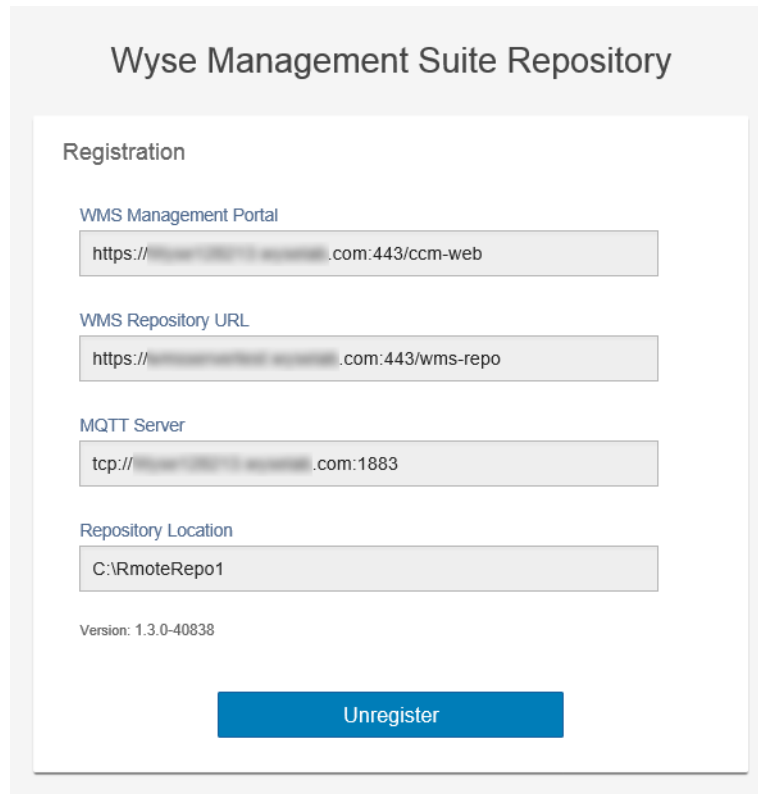 Wyse Management Suite Repository
Registration
WMS Management Portal
https:// .com:443/ccm-web
WMS Repository URL
https:// .com:443/wms-repo
MQTT Server
tcp:// .com:1883
Repository Location
C:\RmoteRepo1
Version: 1.3.0-40838
Unregister